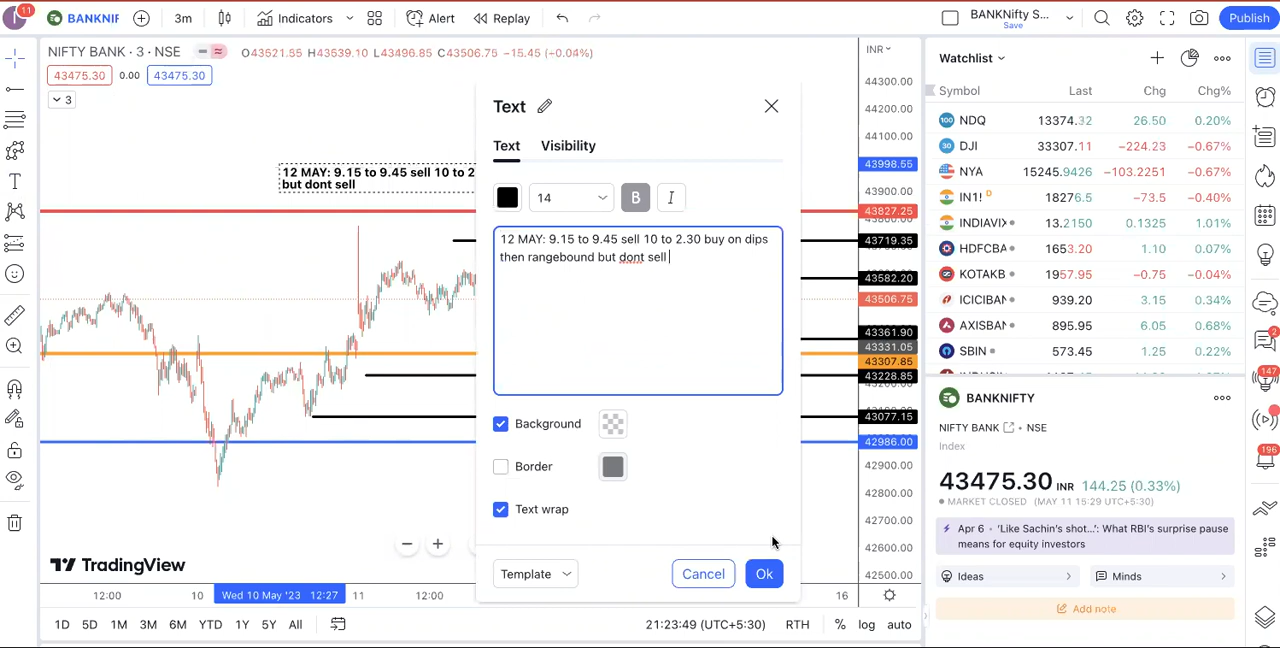 11
BANKNIF
3m
Indicators
Alert
Replay
BANKNifty S...
Save
Publish
NIFTY BANK · 3 · NSE
O43521.55 H43539.10 L43496.85 C43506.75 −15.45 (+0.04%)
43475.30 0.00 43475.30
3
12 MAY: 9.15 to 9.45 sell 10 to 2
but dont sell
Text
Text Visibility
14 B I
12 MAY: 9.15 to 9.45 sell 10 to 2.30 buy on dips
then rangebound but dont sell
Background
Border
Text wrap
Template Cancel Ok
INR
44300.00
44200.00
44100.00
43998.55
43900.00
43827.25
43800.00
43719.35
43582.20
43506.75
43361.90
43331.05
43307.85
43228.85
43077.15
42986.00
42900.00
42800.00
42700.00
42600.00
42500.00
TradingView
12:00 10 Wed 10 May '23 12:27 11 12:00 16
1D 5D 1M 3M 6M YTD 1Y 5Y All
21:23:49 (UTC+5:30) RTH % log auto
Watchlist
Symbol Last Chg Chg%
100 NDQ 13374.32 26.50 0.20%
30 DJI 33307.11 −224.23 −0.67%
NYA 15245.9426 −103.2251 −0.67%
IN1! D 18276.5 −73.5 −0.40%
INDIAVIX 13.2150 0.1325 1.01%
HDFCBA 1653.20 1.10 0.07%
KOTAKB 1957.95 −0.75 −0.04%
ICICIBAN 939.20 3.15 0.34%
AXISBAN 895.95 6.05 0.68%
SBIN 573.45 1.25 0.22%
BANKNIFTY
NIFTY BANK · NSE
Index
43475.30 INR 144.25 (0.33%)
MARKET CLOSED (MAY 11 15:29 UTC+5:30)
Apr 6 · ‘Like Sachin's shot...’: What RBI's surprise pause
means for equity investors
Ideas Minds
Add note
2
147
196